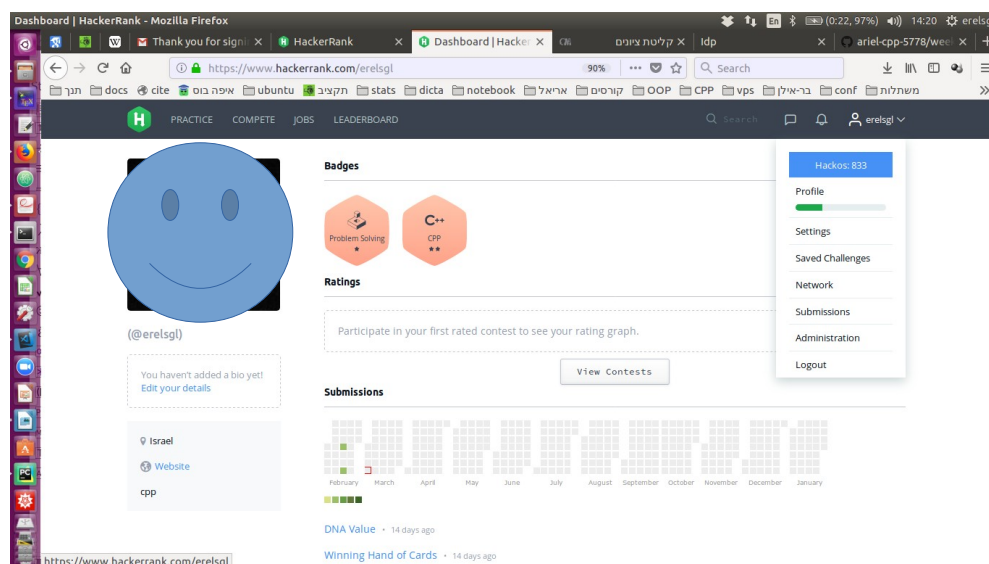 Dashboard | HackerRank - Mozilla Firefox
En (0:22, 97%) 14:20 erelsg
W Thank you for signi × HackerRank × Dashboard | Hacker × קליטת ציונים × Idp × ariel-cpp-5778/weel ×
https://www.hackerrank.com/erelsgl 90% Search
תנך docs cite איפה בוס ubuntu תקציב stats dicta notebook אריאל קורסים OOP CPP vps בר-אילן conf משתלות
H PRACTICE COMPETE JOBS LEADERBOARD Search erelsgl
Hackos: 833
Profile
Settings
Saved Challenges
Network
Submissions
Administration
Logout
Badges
C++
Problem Solving CPP
Ratings
Participate in your first rated contest to see your rating graph.
View Contests
(@erelsgl)
You haven't added a bio yet!
Edit your details
Israel
Website
cpp
Submissions
February March April May June July August September October November December January
DNA Value • 14 days ago
Winning Hand of Cards • 14 days ago
https://www.hackerrank.com/erelsgl